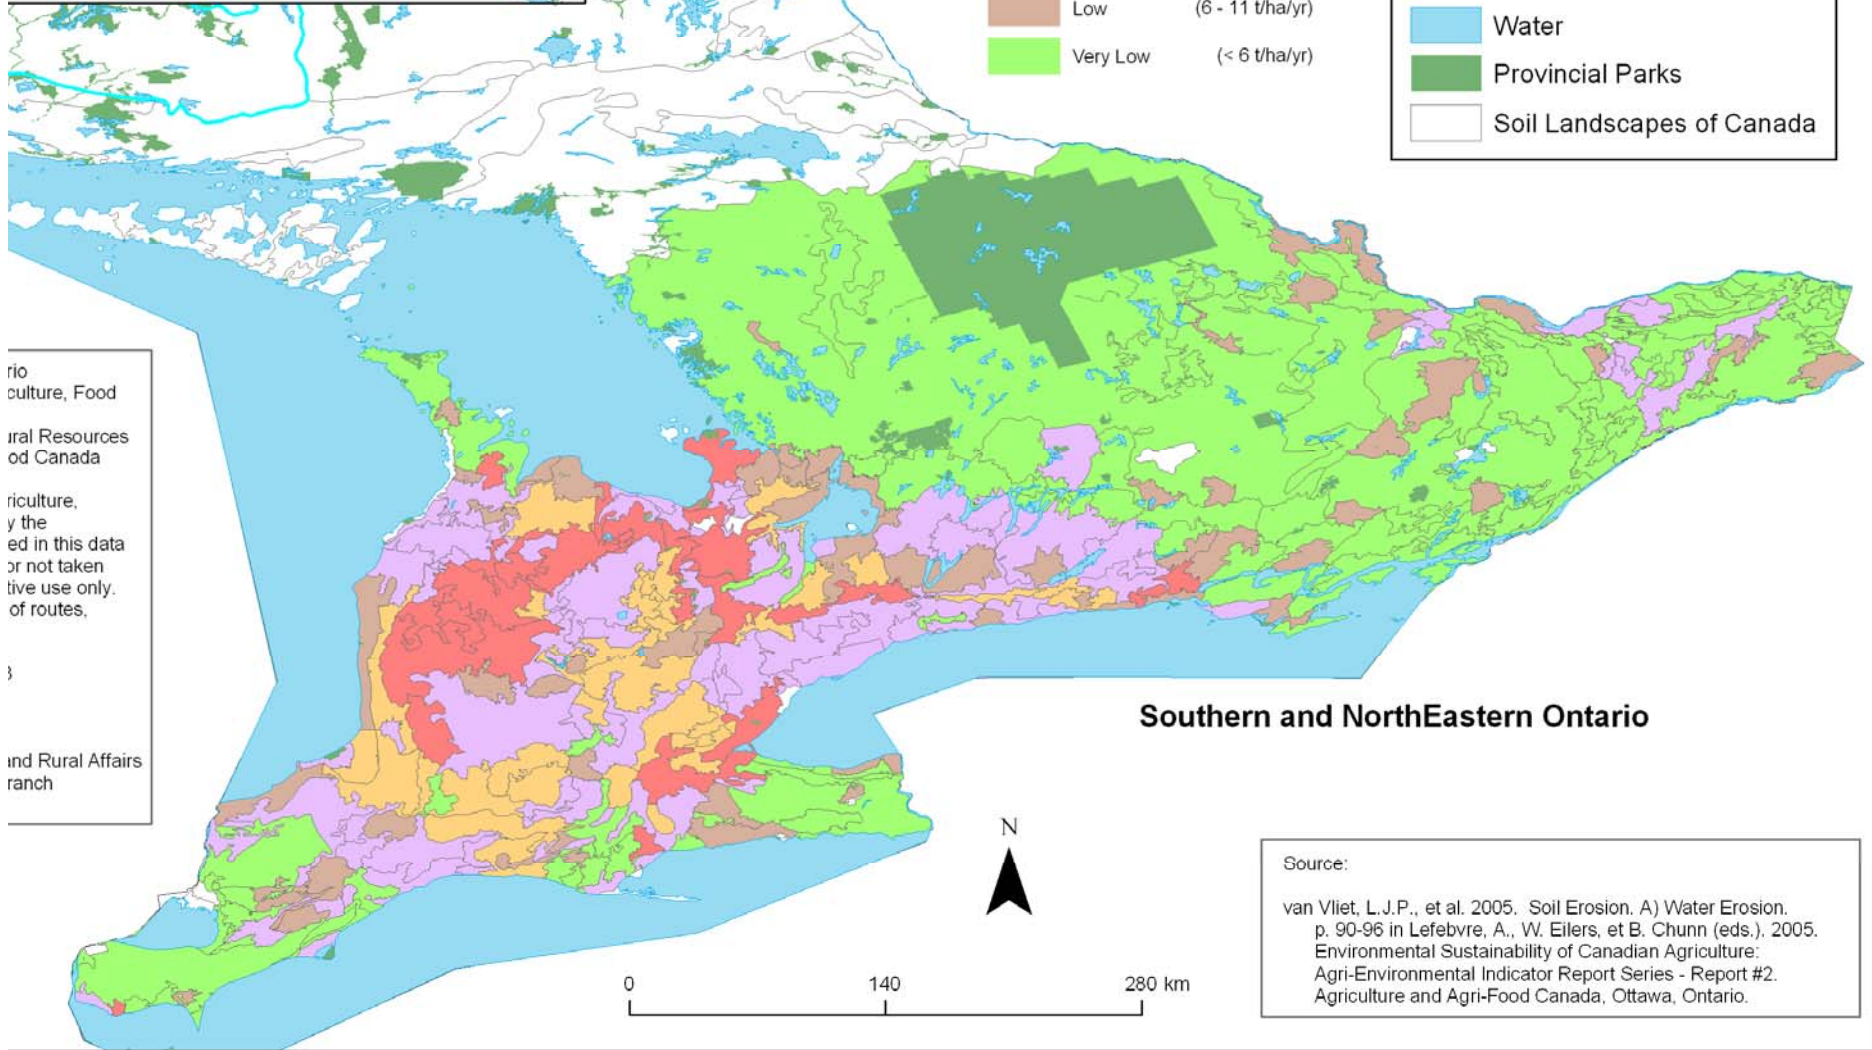 Low (6 - 11 t/ha/yr)
Very Low (< 6 t/ha/yr)
Water
Provincial Parks
Soil Landscapes of Canada
rio
culture, Food
ural Resources
od Canada
riculture,
y the
ed in this data
or not taken
tive use only.
of routes,
and Rural Affairs
ranch
Southern and NorthEastern Ontario
N
0 140 280 km
Source:
van Vliet, L.J.P., et al. 2005. Soil Erosion. A) Water Erosion.
p. 90-96 in Lefebvre, A., W. Eilers, et B. Chunn (eds.). 2005.
Environmental Sustainability of Canadian Agriculture:
Agri-Environmental Indicator Report Series - Report #2.
Agriculture and Agri-Food Canada, Ottawa, Ontario.